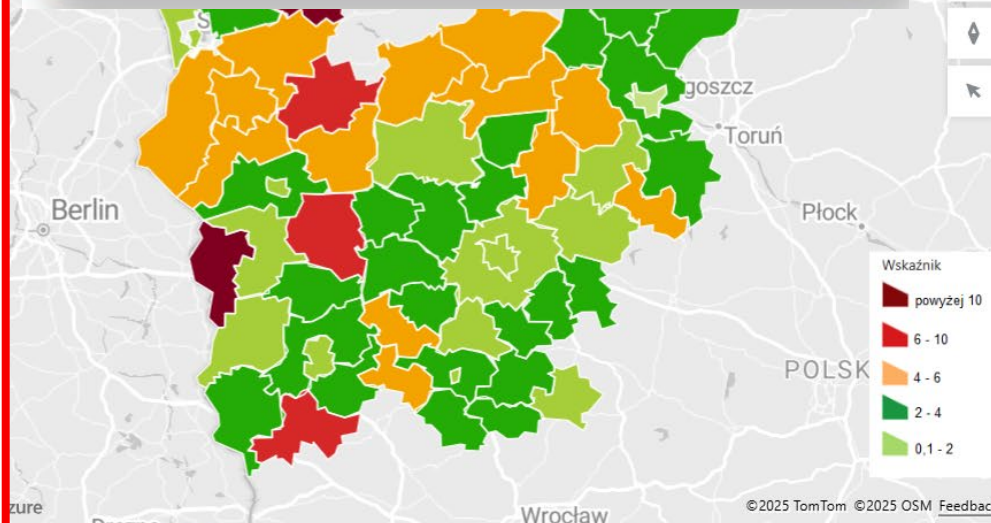 S
goszcz
Toruń
Berlin
Płock
Wskaźnik
powyżej 10
6 - 10
4 - 6
2 - 4
0,1 - 2
POLSK
zure
Wrocław
©2025 TomTom ©2025 OSM Feedbac